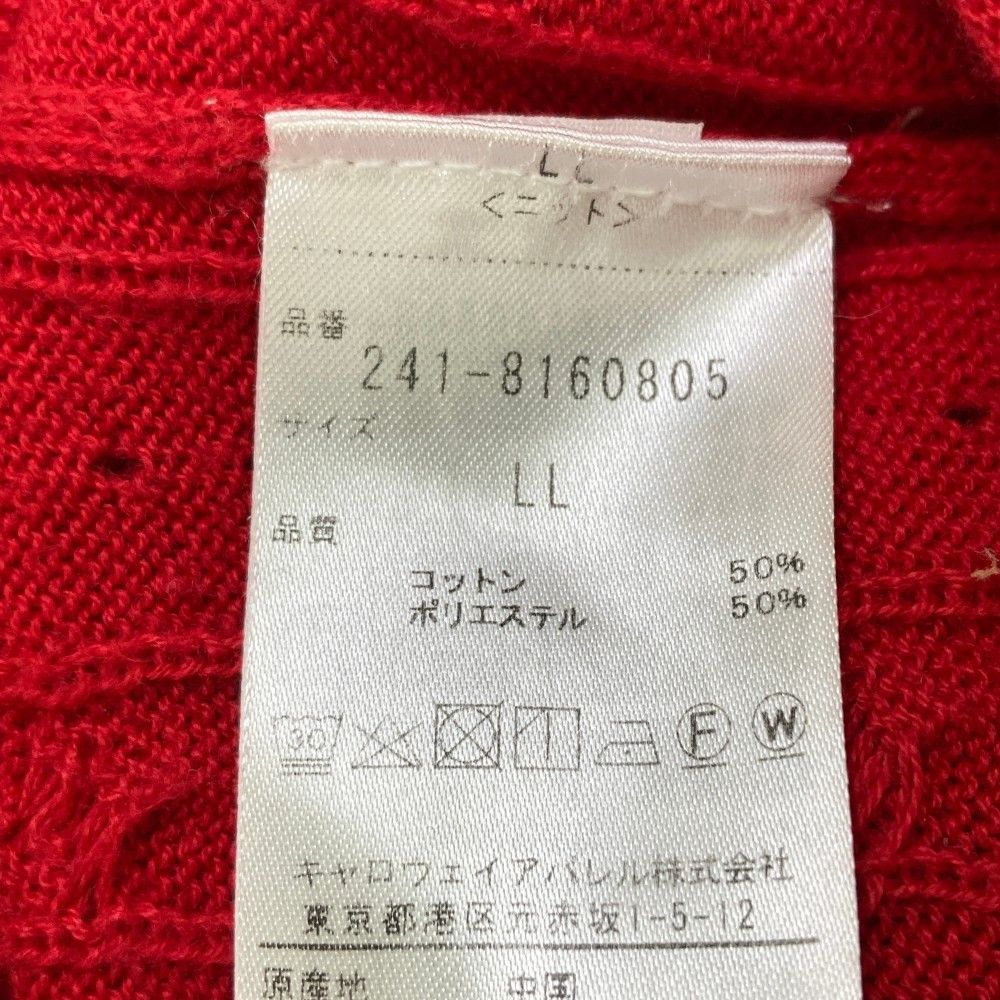 LL
<ニット>
品番
241-8160805
サイズ
LL
品質
コットン 50%
ポリエステル 50%
30 F W
キャロウェイアパレル株式会社
東京都港区元赤坂1-5-12
原産地 中国